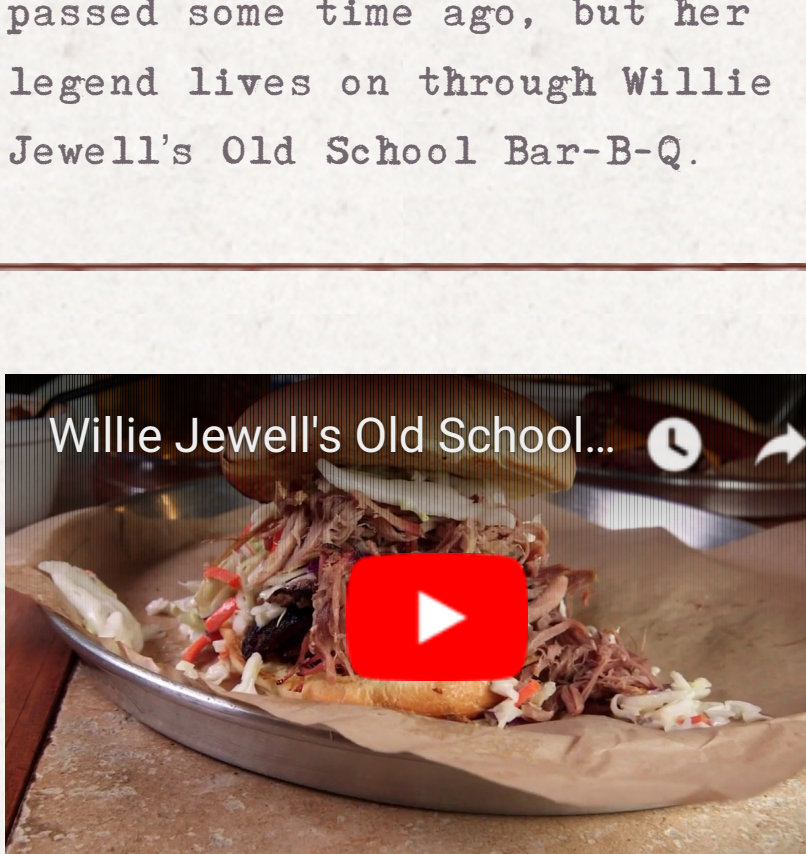 passed some time ago, but her
legend lives on through Willie
Jewell's Old School Bar-B-Q.
Willie Jewell's Old School...